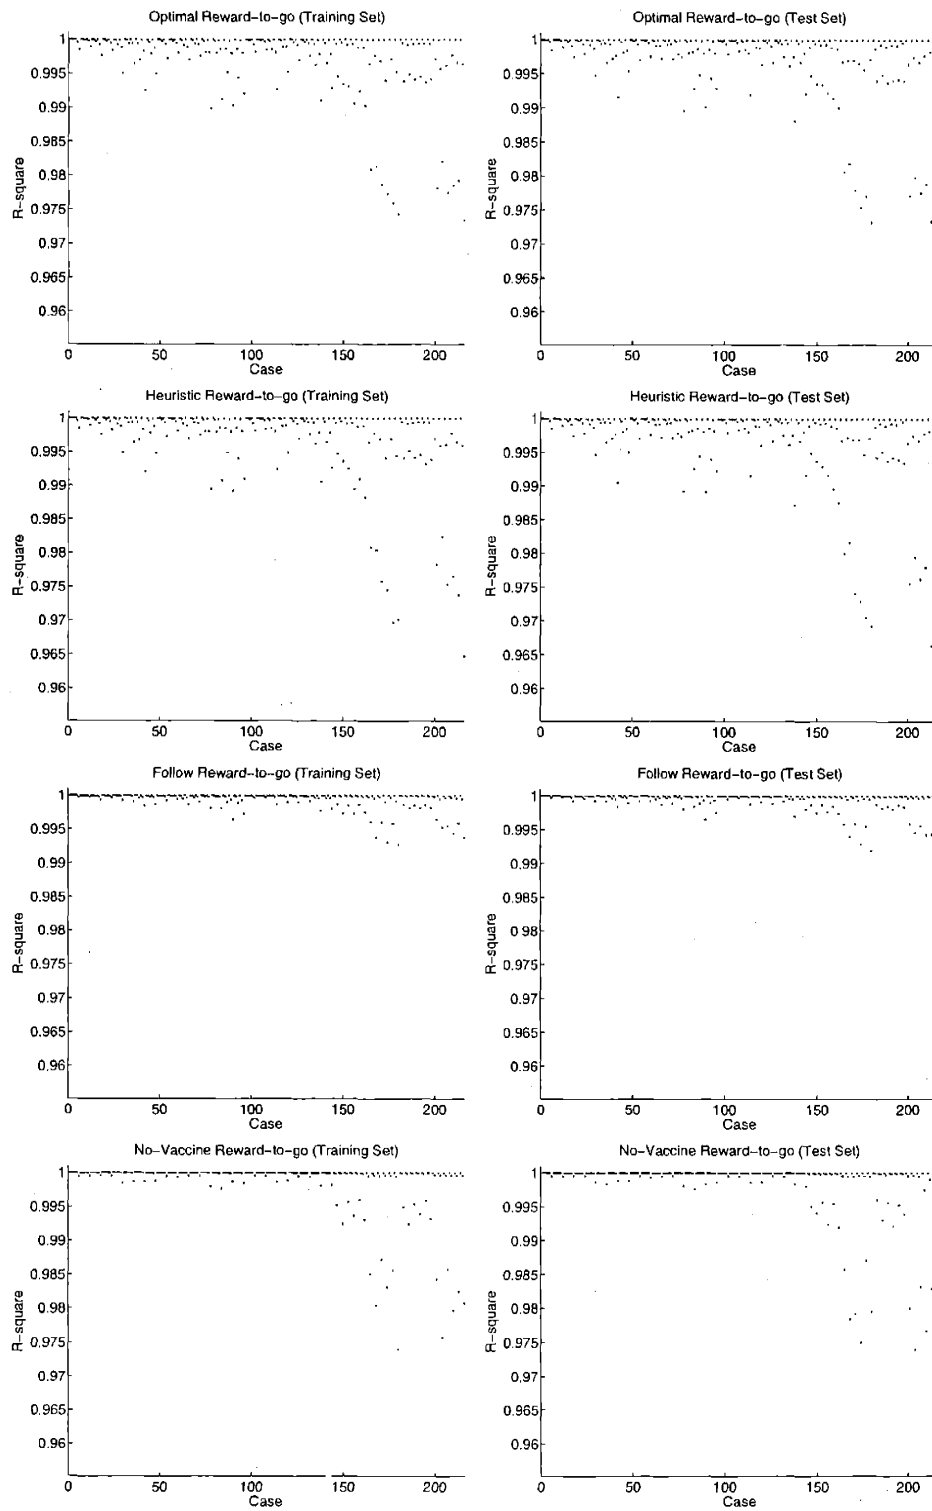 Optimal Reward-to-go (Training Set)
1
0.995
0.99
0.985
0.98
0.975
0.97
0.965
0.96
R-square
0 50 100 150 200
Case
Optimal Reward-to-go (Test Set)
1
0.995
0.99
0.985
0.98
0.975
0.97
0.965
0.96
R-square
0 50 100 150 200
Case
Heuristic Reward-to-go (Training Set)
1
0.995
0.99
0.985
0.98
0.975
0.97
0.965
0.96
R-square
0 50 100 150 200
Case
Heuristic Reward-to-go (Test Set)
1
0.995
0.99
0.985
0.98
0.975
0.97
0.965
0.96
R-square
0 50 100 150 200
Case
Follow Reward-to-go (Training Set)
1
0.995
0.99
0.985
0.98
0.975
0.97
0.965
0.96
R-square
0 50 100 150 200
Case
Follow Reward-to-go (Test Set)
1
0.995
0.99
0.985
0.98
0.975
0.97
0.965
0.96
R-square
0 50 100 150 200
Case
No-Vaccine Reward-to-go (Training Set)
1
0.995
0.99
0.985
0.98
0.975
0.97
0.965
0.96
R-square
0 50 100 150 200
Case
No-Vaccine Reward-to-go (Test Set)
1
0.995
0.99
0.985
0.98
0.975
0.97
0.965
0.96
R-square
0 50 100 150 200
Case